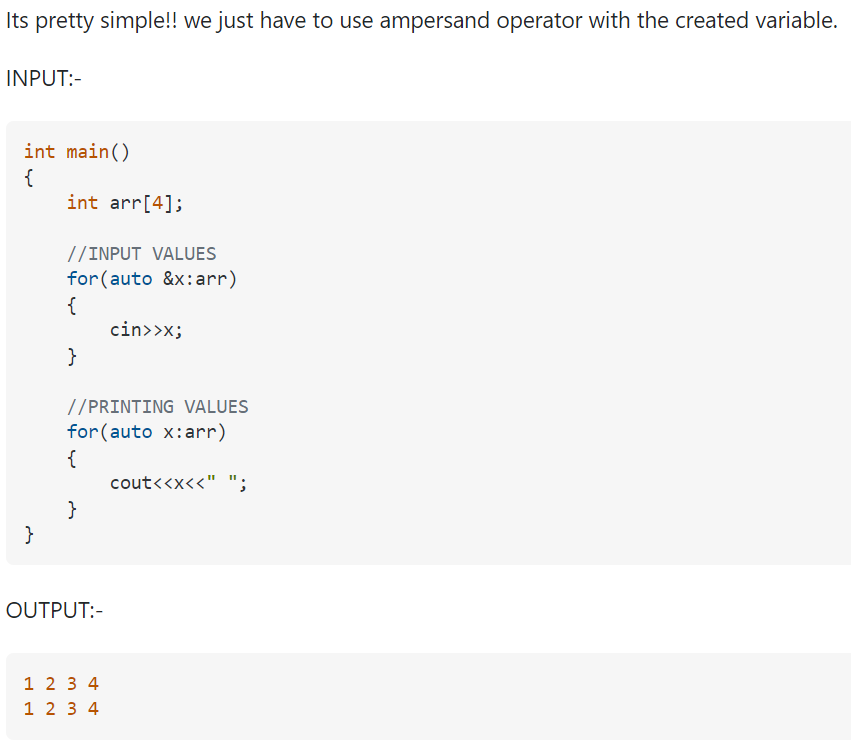 Its pretty simple!! we just have to use ampersand operator with the created variable.
INPUT:-
int main()
{
    int arr[4];

    //INPUT VALUES
    for(auto &x:arr)
    {
        cin>>x;
    }

    //PRINTING VALUES
    for(auto x:arr)
    {
        cout<<x<<" ";
    }
}
OUTPUT:-
1 2 3 4
1 2 3 4